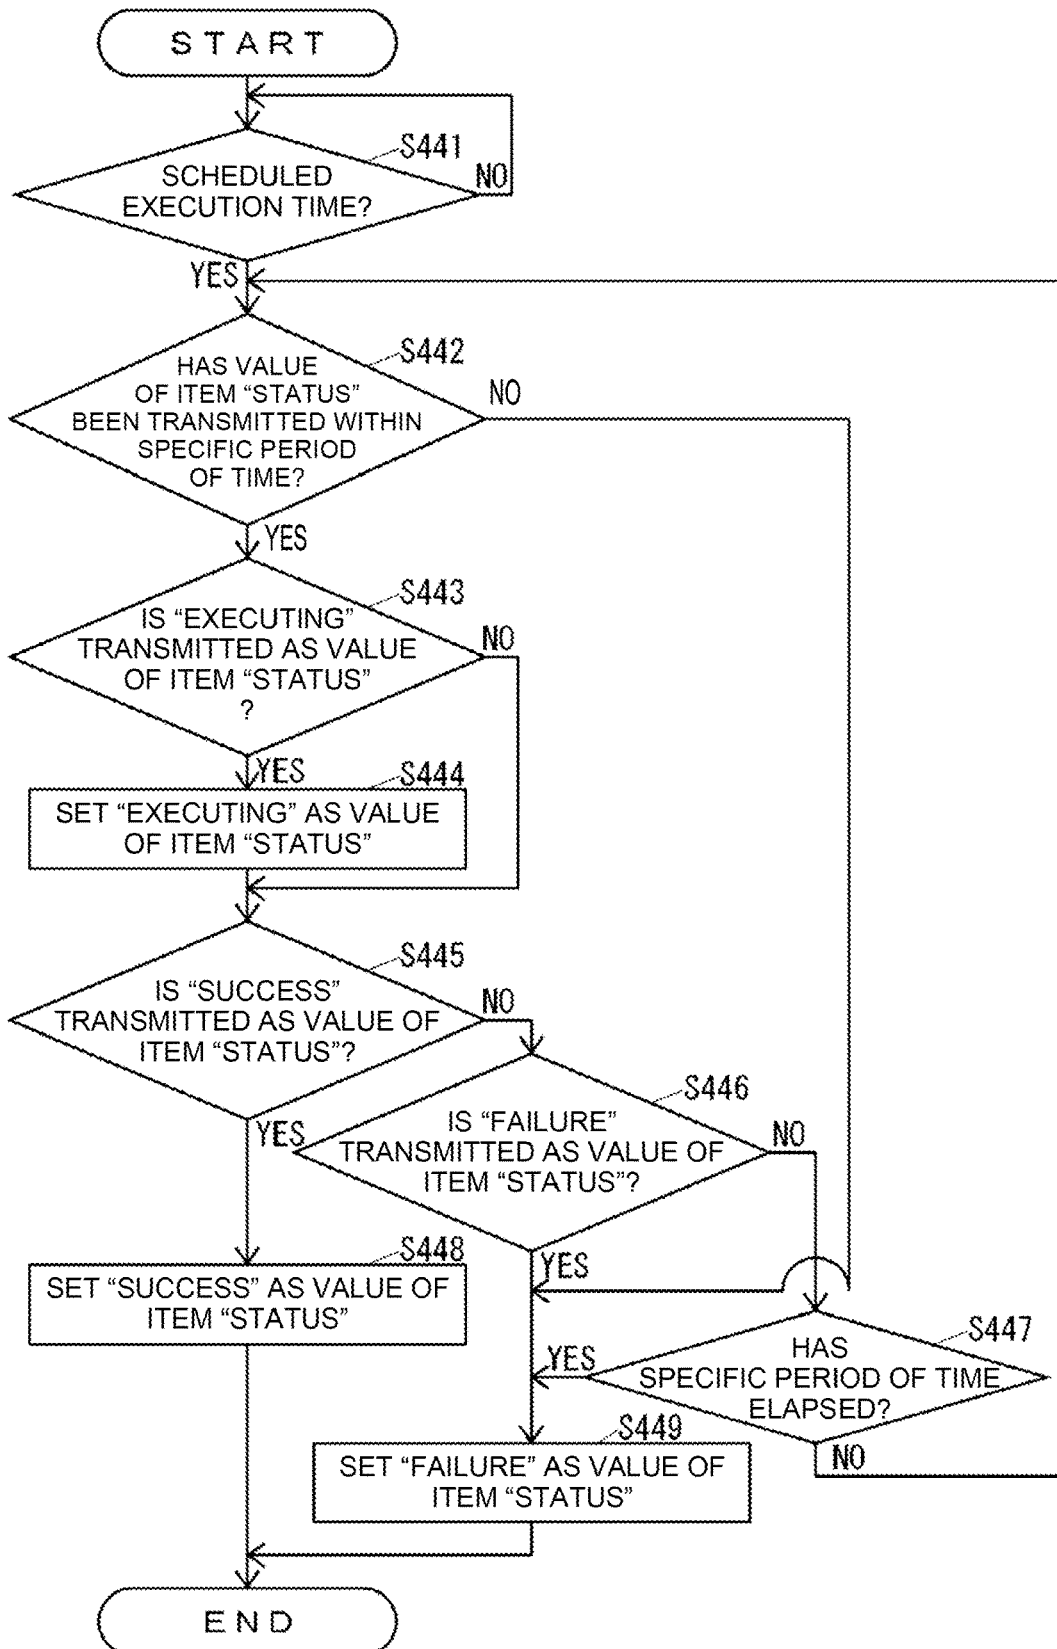 START
S441
SCHEDULED
EXECUTION TIME?
NO
YES
S442
HAS VALUE
OF ITEM “STATUS”
BEEN TRANSMITTED WITHIN
SPECIFIC PERIOD
OF TIME?
NO
YES
S443
IS “EXECUTING”
TRANSMITTED AS VALUE
OF ITEM “STATUS”
?
NO
YES
S444
SET “EXECUTING” AS VALUE
OF ITEM “STATUS”
S445
IS “SUCCESS”
TRANSMITTED AS VALUE OF
ITEM “STATUS”?
NO
YES
S446
IS “FAILURE”
TRANSMITTED AS VALUE OF
ITEM “STATUS”?
NO
YES
S448
SET “SUCCESS” AS VALUE OF
ITEM “STATUS”
S447
HAS
SPECIFIC PERIOD OF TIME
ELAPSED?
YES
NO
S449
SET “FAILURE” AS VALUE OF
ITEM “STATUS”
END